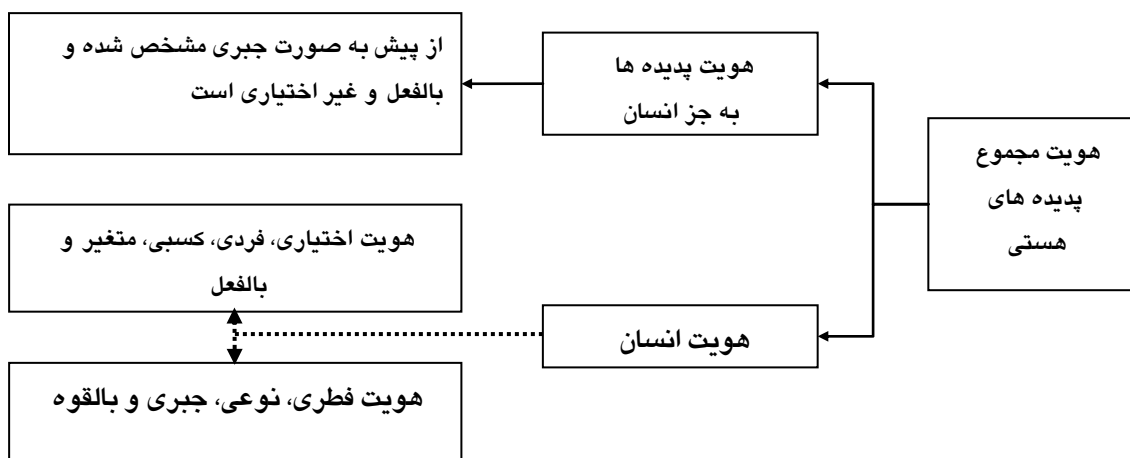 هویت مجموع
پدیده های
هستی
هویت پدیده ها
به جز انسان
از پیش به صورت جبری مشخص شده و
بالفعل و غیر اختیاری است
هویت انسان
هویت اختیاری، فردی، کسبی، متغیر و
بالفعل
هویت فطری، نوعی، جبری و بالقوه